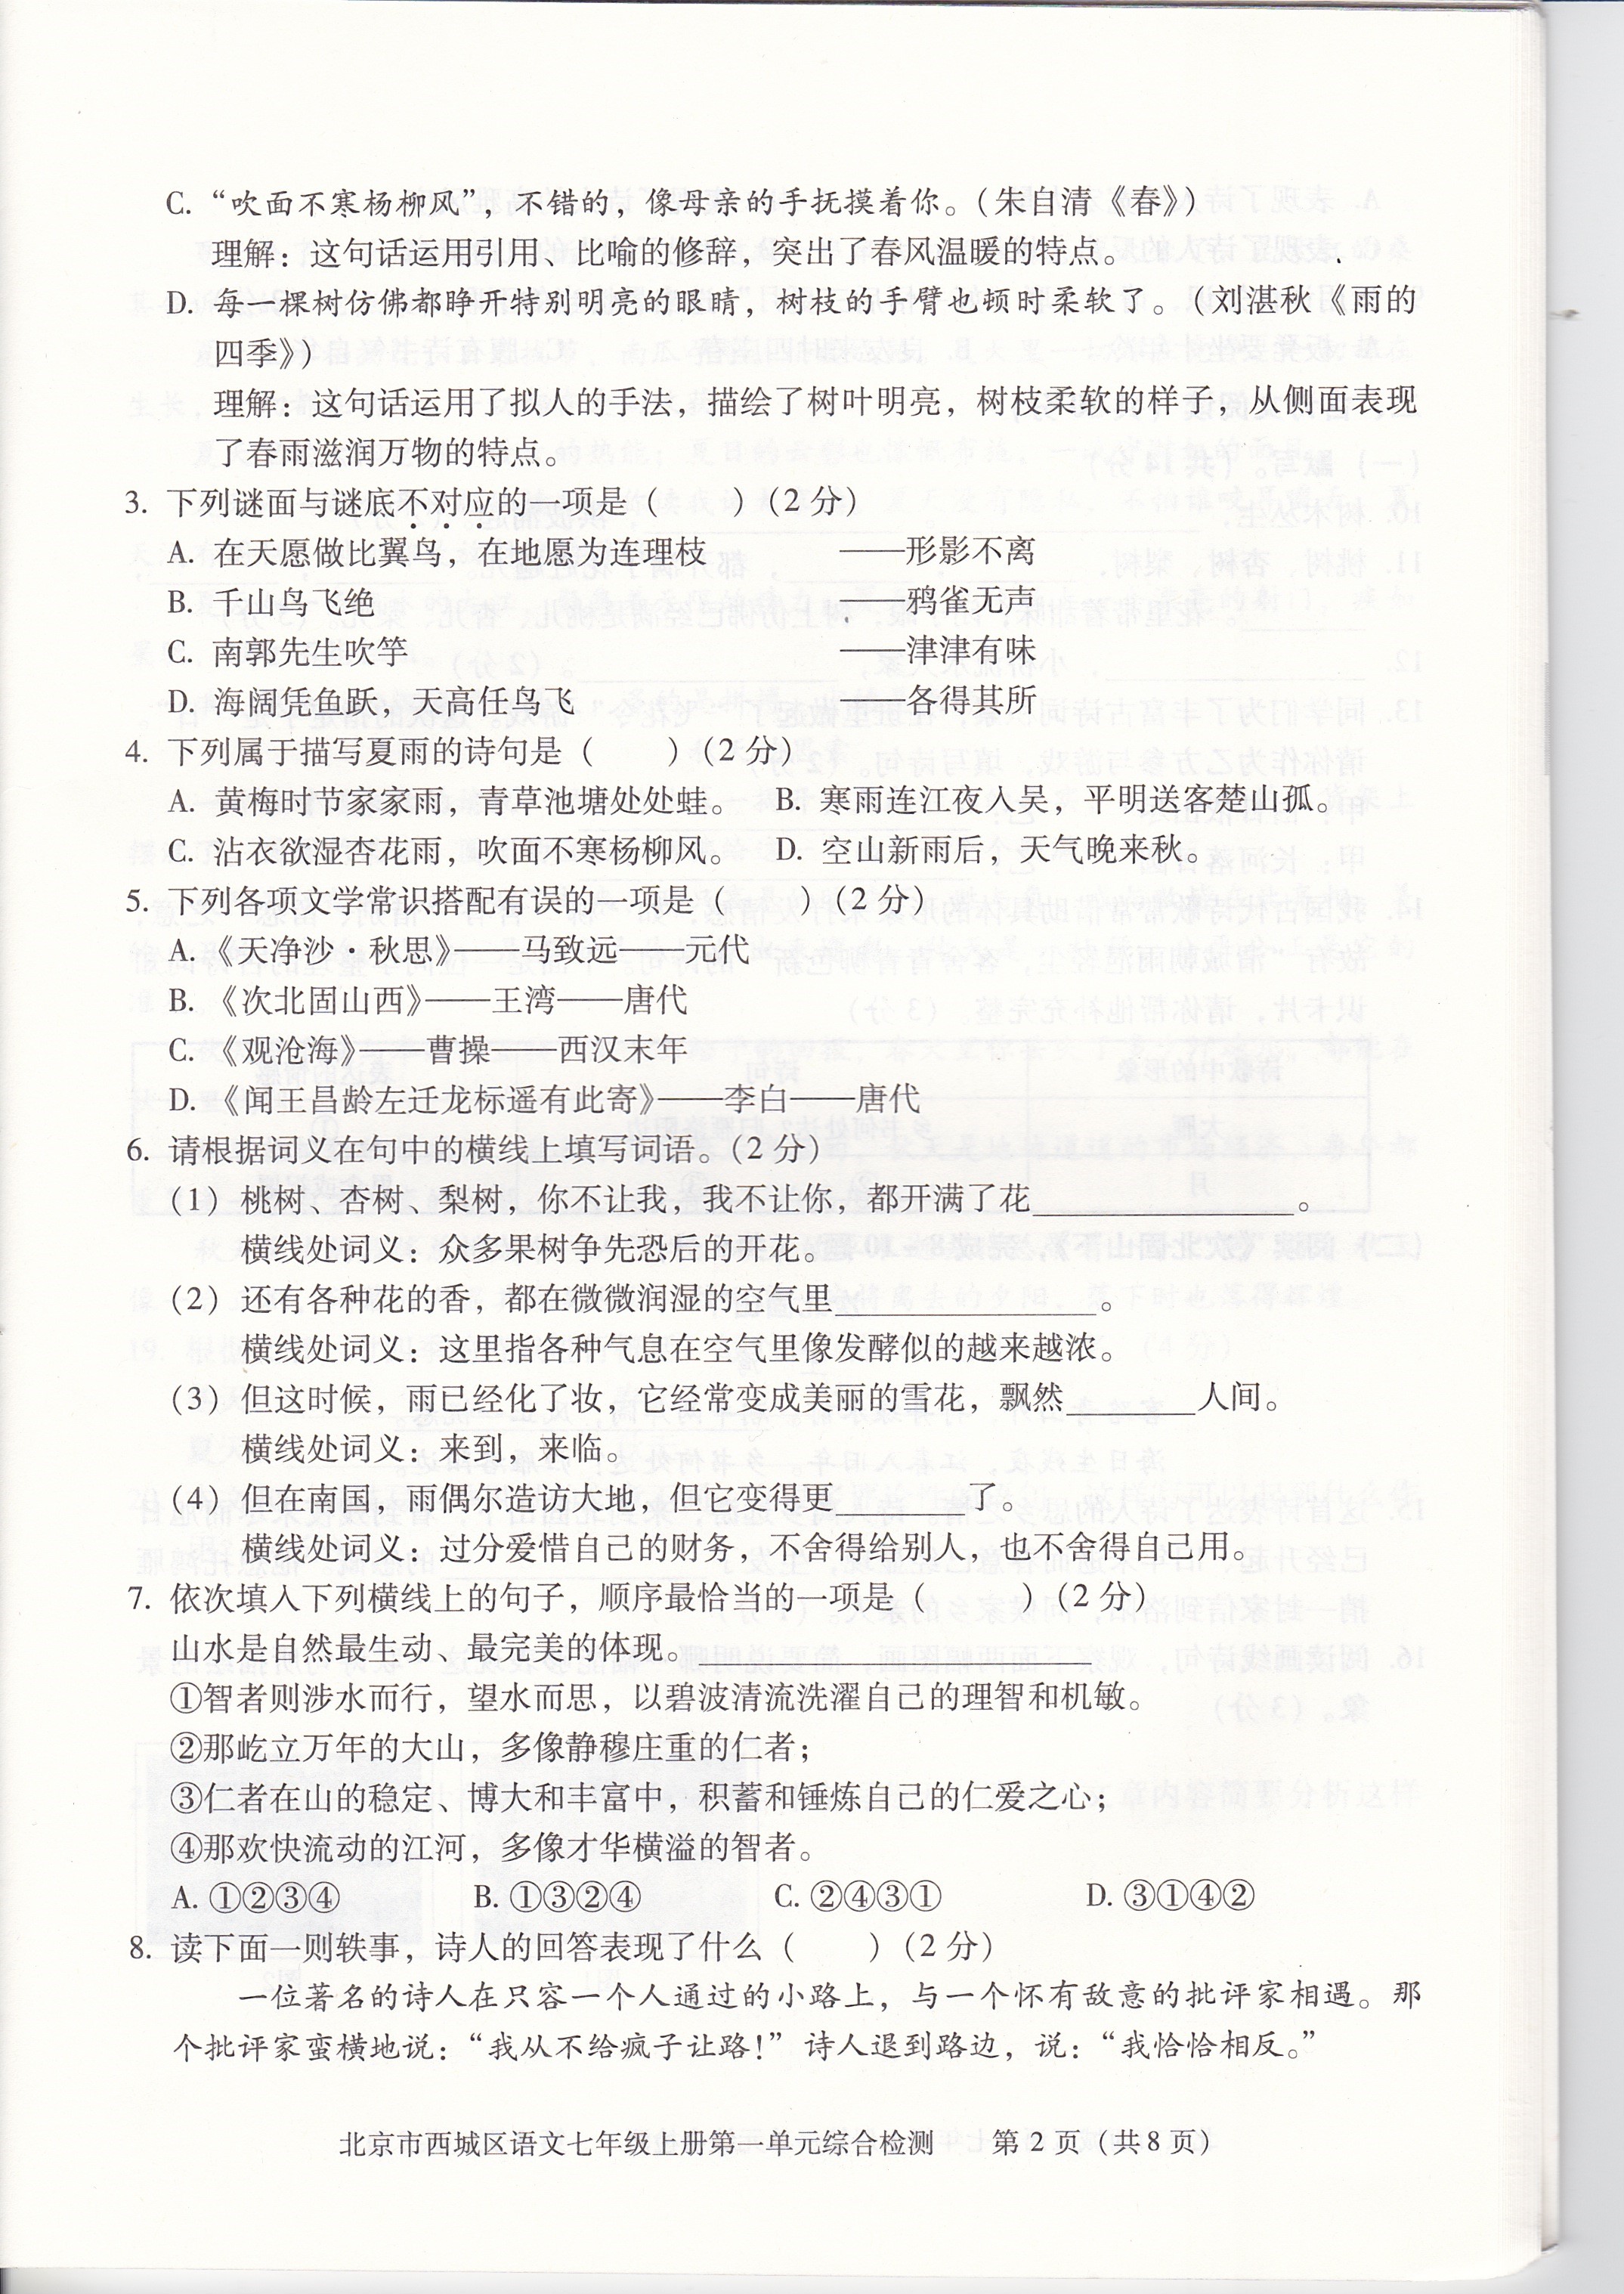 C. “吹面不寒杨柳风”，不错的，像母亲的手抚摸着你。（朱自清《春》）
理解：这句话运用引用、比喻的修辞，突出了春风温暖的特点。
D. 每一棵树仿佛都睁开特别明亮的眼睛，树枝的手臂也顿时柔软了。（刘湛秋《雨的
四季》）
理解：这句话运用了拟人的手法，描绘了树叶明亮，树枝柔软的样子，从侧面表现
了春雨滋润万物的特点。
3. 下列谜面与谜底不对应的一项是（　　）（2 分）
A. 在天愿做比翼鸟，在地愿为连理枝 ——形影不离
B. 千山鸟飞绝 ——鸦雀无声
C. 南郭先生吹竽 ——津津有味
D. 海阔凭鱼跃，天高任鸟飞 ——各得其所
4. 下列属于描写夏雨的诗句是（　　）（2 分）
A. 黄梅时节家家雨，青草池塘处处蛙。 B. 寒雨连江夜入吴，平明送客楚山孤。
C. 沾衣欲湿杏花雨，吹面不寒杨柳风。 D. 空山新雨后，天气晚来秋。
5. 下列各项文学常识搭配有误的一项是（　　）（2 分）
A.《天净沙·秋思》——马致远——元代
B.《次北固山西》——王湾——唐代
C.《观沧海》——曹操——西汉末年
D.《闻王昌龄左迁龙标遥有此寄》——李白——唐代
6. 请根据词义在句中的横线上填写词语。（2 分）
（1）桃树、杏树、梨树，你不让我，我不让你，都开满了花________________。
横线处词义：众多果树争先恐后的开花。
（2）还有各种花的香，都在微微润湿的空气里________________。
横线处词义：这里指各种气息在空气里像发酵似的越来越浓。
（3）但这时候，雨已经化了妆，它经常变成美丽的雪花，飘然________人间。
横线处词义：来到，来临。
（4）但在南国，雨偶尔造访大地，但它变得更________了。
横线处词义：过分爱惜自己的财务，不舍得给别人，也不舍得自己用。
7. 依次填入下列横线上的句子，顺序最恰当的一项是（　　）（2 分）
山水是自然最生动、最完美的体现。________________________
①智者则涉水而行，望水而思，以碧波清流洗濯自己的理智和机敏。
②那屹立万年的大山，多像静穆庄重的仁者；
③仁者在山的稳定、博大和丰富中，积蓄和锤炼自己的仁爱之心；
④那欢快流动的江河，多像才华横溢的智者。
A. ①②③④ B. ①③②④ C. ②④③① D. ③①④②
8. 读下面一则轶事，诗人的回答表现了什么（　　）（2 分）
一位著名的诗人在只容一个人通过的小路上，与一个怀有敌意的批评家相遇。那
个批评家蛮横地说：“我从不给疯子让路！”诗人退到路边，说：“我恰恰相反。”
北京市西城区语文七年级上册第一单元综合检测 第 2 页（共 8 页）